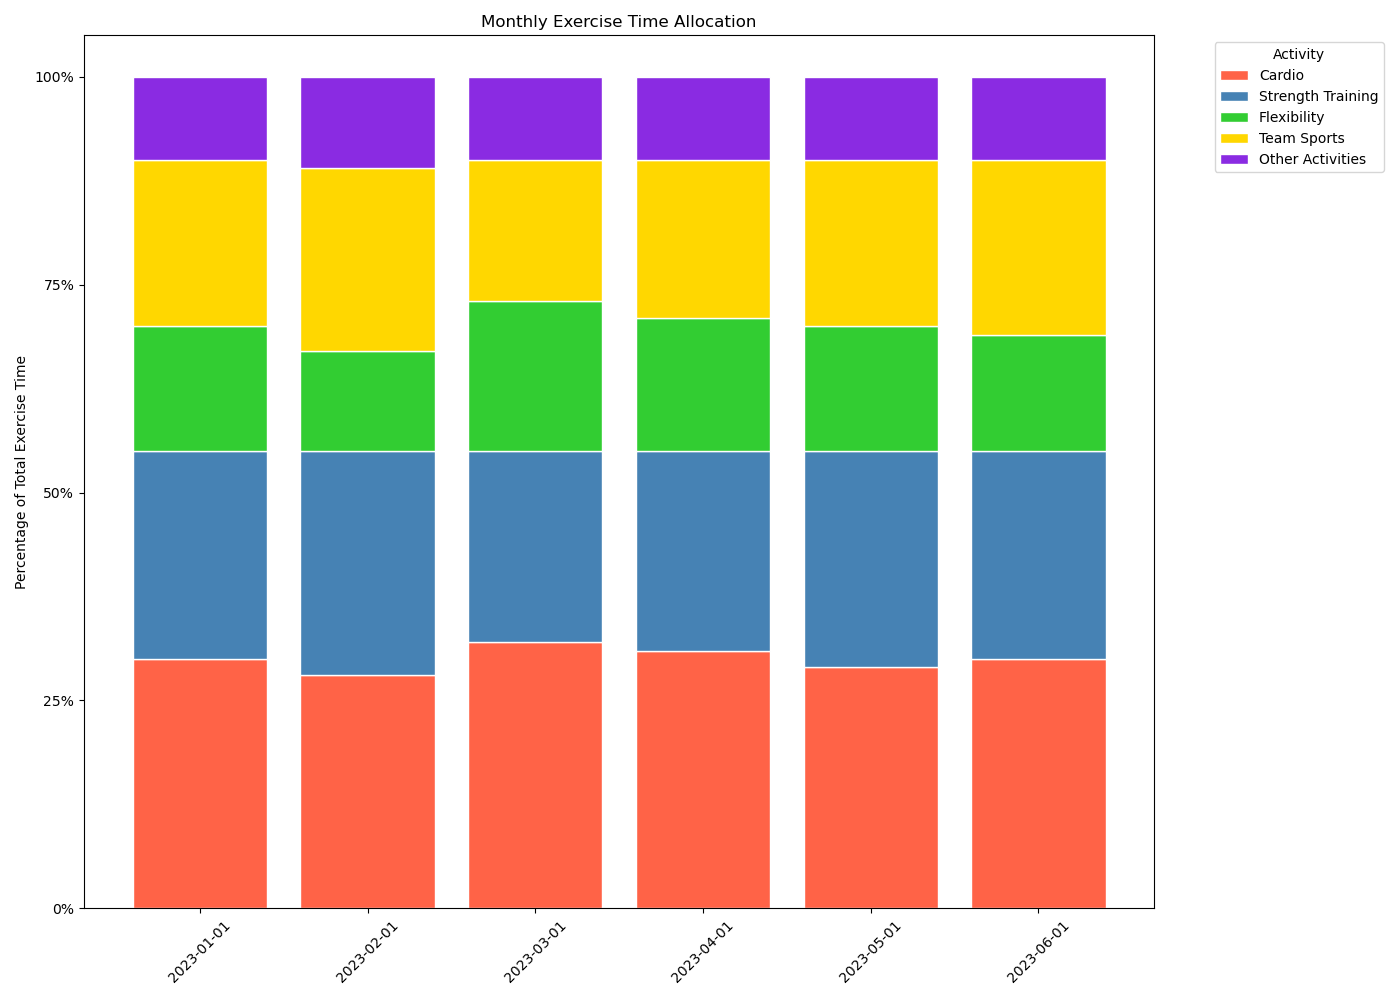 Monthly Exercise Time Allocation
Activity
Cardio
Strength Training
Flexibility
Team Sports
Other Activities
Percentage of Total Exercise Time
100%
75%
50%
25%
0%
2023-01-01
2023-02-01
2023-03-01
2023-04-01
2023-05-01
2023-06-01